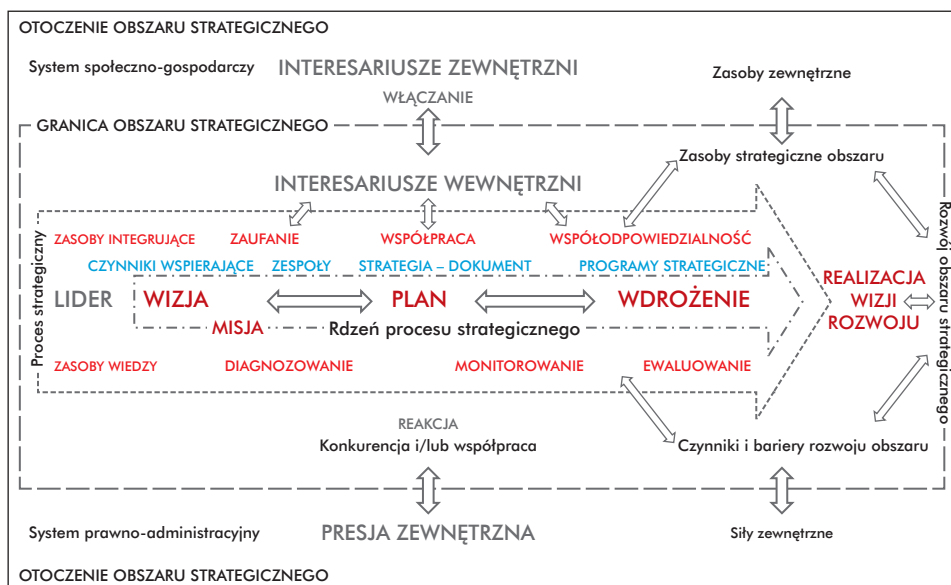 OTOCZENIE OBSZARU STRATEGICZNEGO
System społeczno-gospodarczy
INTERESARIUSZE ZEWNĘTRZNI
Zasoby zewnętrzne
WŁĄCZANIE
GRANICA OBSZARU STRATEGICZNEGO
Zasoby strategiczne obszaru
INTERESARIUSZE WEWNĘTRZNI
Proces strategiczny
ZASOBY INTEGRUJĄCE
ZAUFANIE
WSPÓŁPRACA
WSPÓŁODPOWIEDZIALNOŚĆ
CZYNNIKI WSPIERAJĄCE
ZESPOŁY
STRATEGIA – DOKUMENT
PROGRAMY STRATEGICZNE
LIDER
WIZJA
PLAN
WDROŻENIE
REALIZACJA
WIZJI
ROZWOJU
Rozwój obszaru strategicznego
MISJA
Rdzeń procesu strategicznego
ZASOBY WIEDZY
DIAGNOZOWANIE
MONITOROWANIE
EWALUOWANIE
REAKCJA
Konkurencja i/lub współpraca
Czynniki i bariery rozwoju obszaru
System prawno-administracyjny
PRESJA ZEWNĘTRZNA
Siły zewnętrzne
OTOCZENIE OBSZARU STRATEGICZNEGO